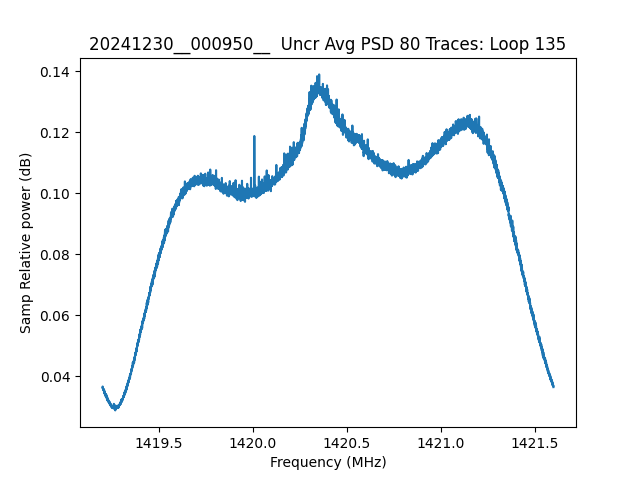 20241230__000950__  Uncr Avg PSD 80 Traces: Loop 135
0.14
0.12
0.10
0.08
0.06
0.04
Samp Relative power (dB)
1419.5 1420.0 1420.5 1421.0 1421.5
Frequency (MHz)